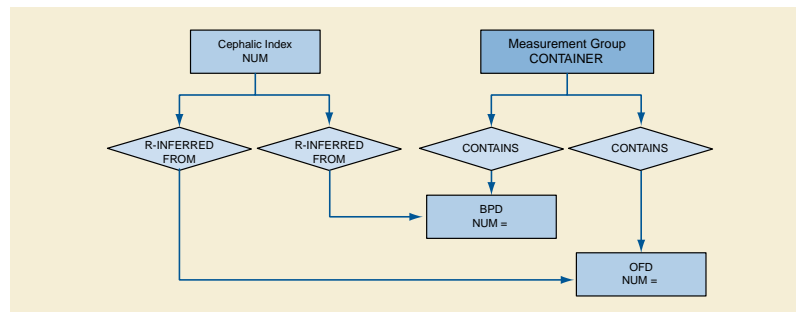 Cephalic Index
NUM
Measurement Group
CONTAINER
R-INFERRED
FROM
R-INFERRED
FROM
CONTAINS
CONTAINS
BPD
NUM =
OFD
NUM =